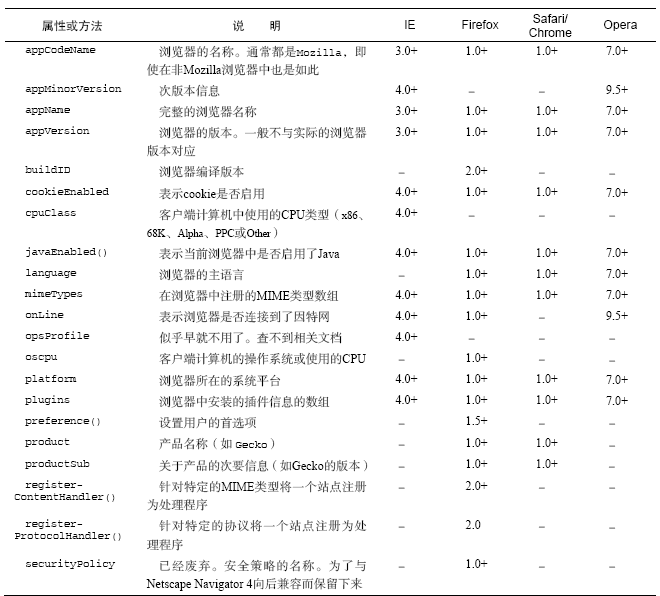 属性或方法 说 明 IE Firefox Safari/ Chrome Opera
appCodeName 浏览器的名称。通常都是Mozilla，即 3.0+ 1.0+ 1.0+ 7.0+
使在非Mozilla浏览器中也是如此
appMinorVersion 次版本信息 4.0+ – – 9.5+
appName 完整的浏览器名称 3.0+ 1.0+ 1.0+ 7.0+
appVersion 浏览器的版本。一般不与实际的浏览器 3.0+ 1.0+ 1.0+ 7.0+
版本对应
buildID 浏览器编译版本 – 2.0+ – –
cookieEnabled 表示cookie是否启用 4.0+ 1.0+ 1.0+ 7.0+
cpuClass 客户端计算机中使用的CPU类型（x86、 4.0+ – – –
68K、Alpha、PPC或Other）
javaEnabled() 表示当前浏览器中是否启用了Java 4.0+ 1.0+ 1.0+ 7.0+
language 浏览器的主语言 – 1.0+ 1.0+ 7.0+
mimeTypes 在浏览器中注册的MIME类型数组 4.0+ 1.0+ 1.0+ 7.0+
onLine 表示浏览器是否连接到了因特网 4.0+ 1.0+ – 9.5+
opsProfile 似乎早就不用了。查不到相关文档 4.0+ – – –
oscpu 客户端计算机的操作系统或使用的CPU – 1.0+ – –
platform 浏览器所在的系统平台 4.0+ 1.0+ 1.0+ 7.0+
plugins 浏览器中安装的插件信息的数组 4.0+ 1.0+ 1.0+ 7.0+
preference() 设置用户的首选项 – 1.5+ – –
product 产品名称（如 Gecko） – 1.0+ 1.0+ –
productSub 关于产品的次要信息（如Gecko的版本） – 1.0+ 1.0+ –
register- 针对特定的MIME类型将一个站点注册 – 2.0+ – –
ContentHandler() 为处理程序
register- 针对特定的协议将一个站点注册为处 – 2.0 – –
ProtocolHandler() 理程序
securityPolicy 已经废弃。安全策略的名称。为了与 – 1.0+ – –
Netscape Navigator 4向后兼容而保留下来